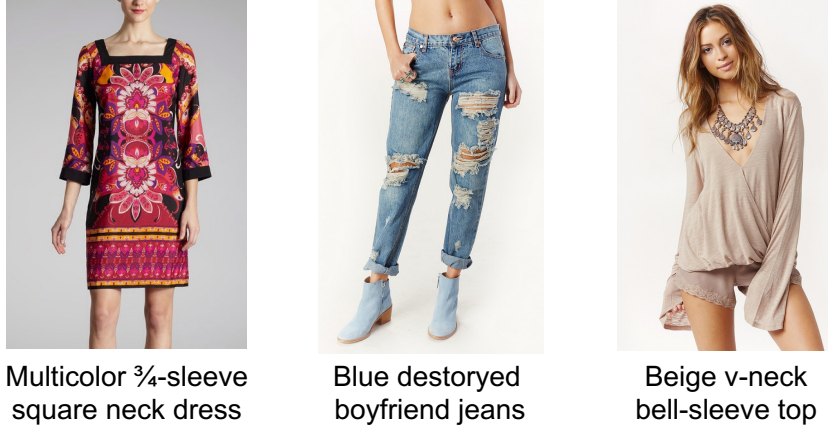 Multicolor ¾-sleeve
square neck dress
Blue destoryed
boyfriend jeans
Beige v-neck
bell-sleeve top